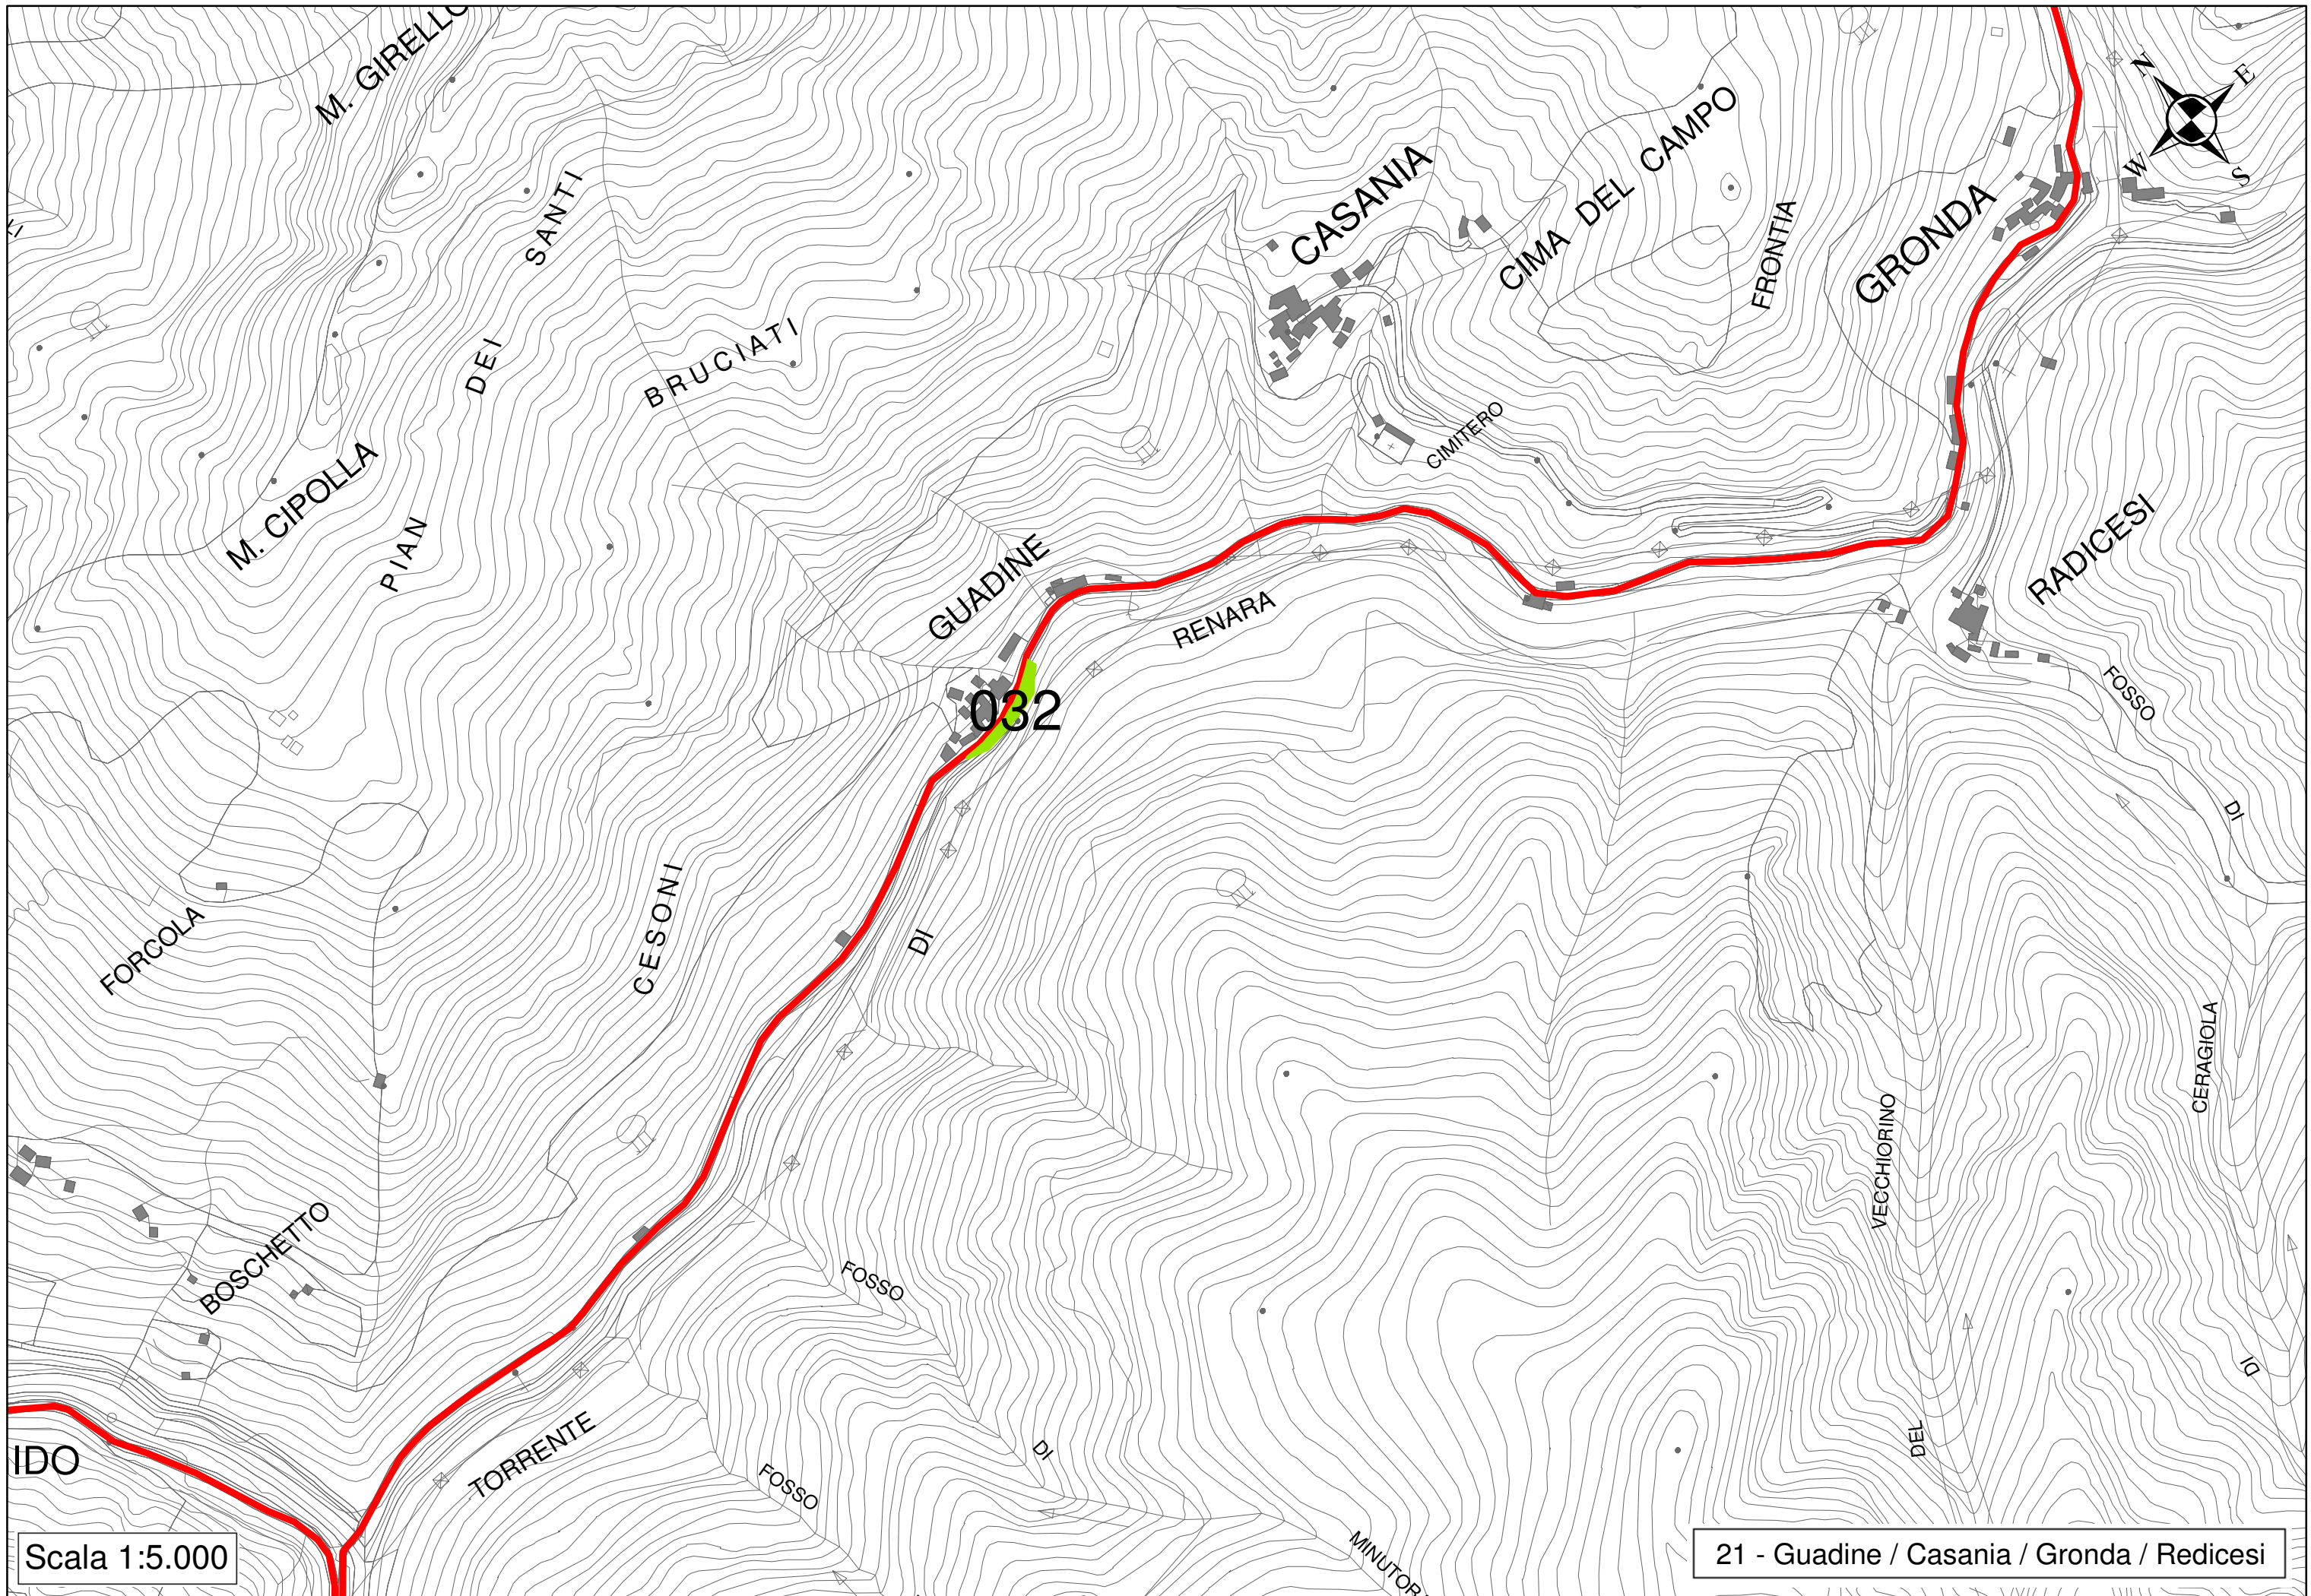 M. GIRELLO
N
E
W
S
PIAN DEI SANTI
BRUCIATI
CASANIA
CIMA DEL CAMPO
FRONTIA
GRONDA
M. CIPOLLA
CIMITERO
GUADINE
RENARA
RADICESI
032
FOSSO
DI
FORCOLA
CESONI
DI
CERAGIOLA
VECCHIORINO
BOSCHETTO
FOSSO
DI
DEL
DI
TORRENTE
FOSSO
IDO
MINUTOR
Scala 1:5.000
21 - Guadine / Casania / Gronda / Redicesi